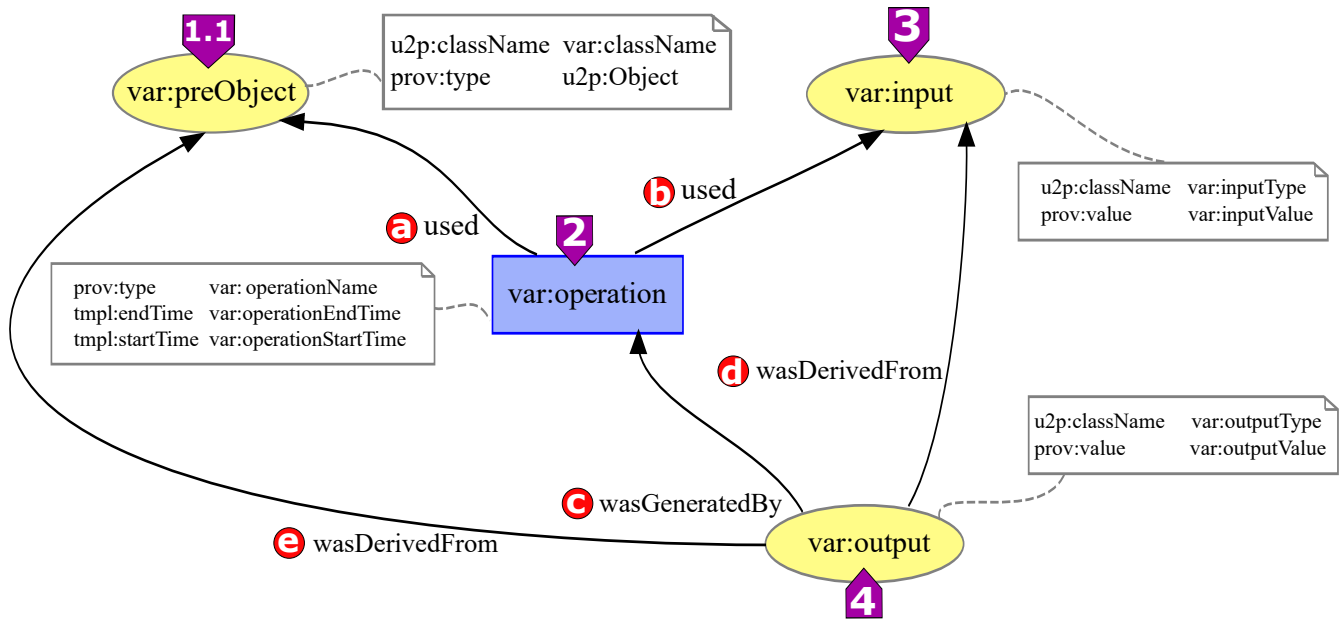 1.1
3
u2p:className var:className
prov:type u2p:Object
var:preObject
var:input
u2p:className var:inputType
prov:value var:inputValue
b used
a used
2
var:operation
prov:type var: operationName
tmpl:endTime var:operationEndTime
tmpl:startTime var:operationStartTime
d wasDerivedFrom
u2p:className var:outputType
prov:value var:outputValue
c wasGeneratedBy
e wasDerivedFrom
var:output
4